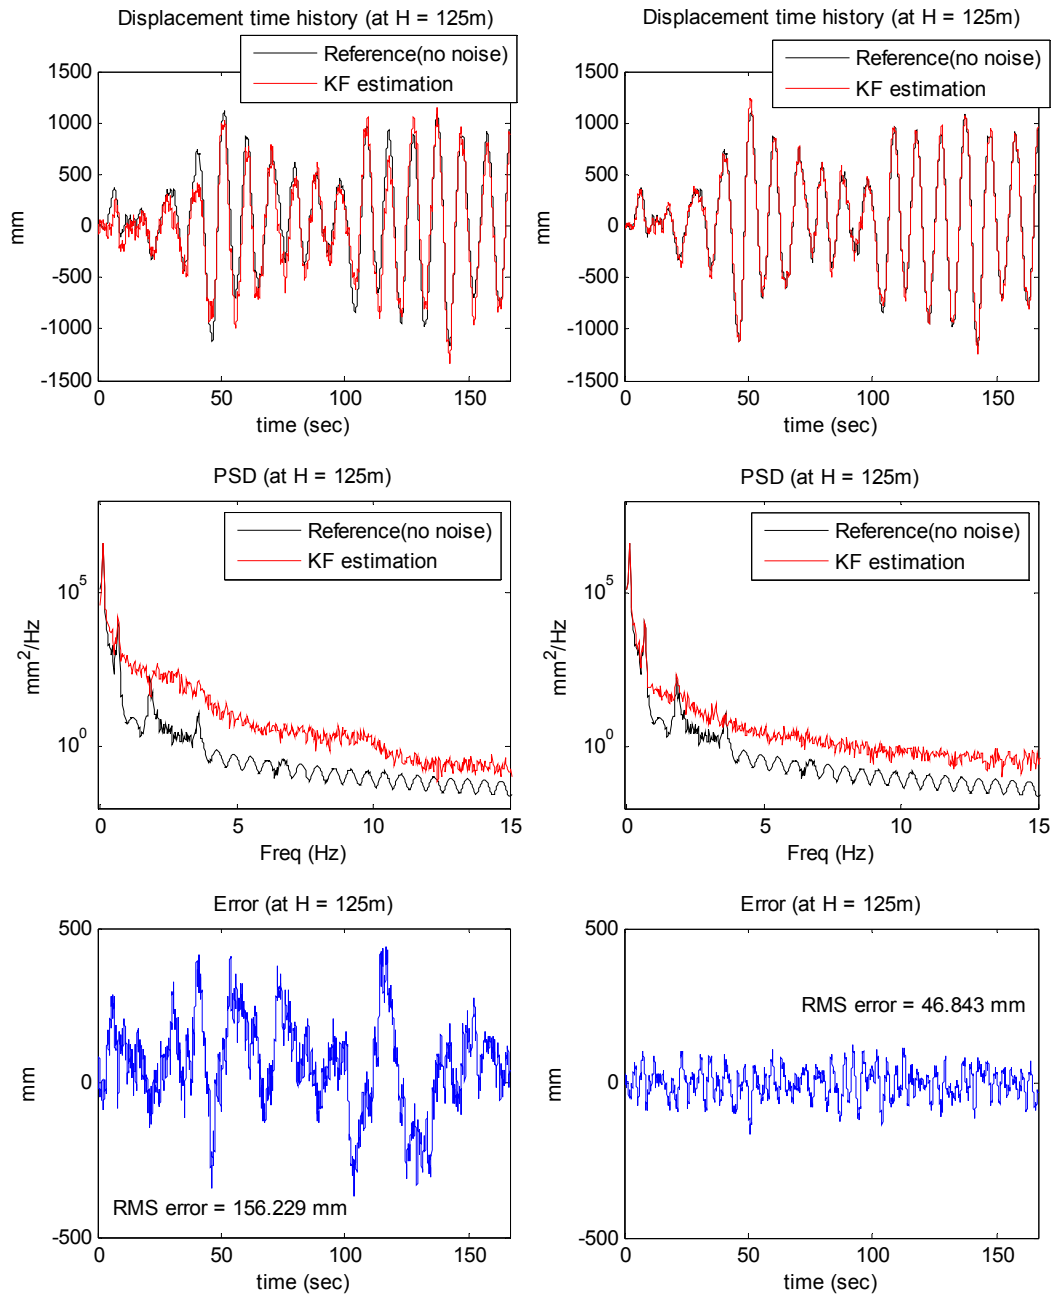 Displacement time history (at H = 125m)
Reference(no noise)
KF estimation
1500
1000
500
0
-500
-1000
-1500
mm
0 50 100 150
time (sec)
Displacement time history (at H = 125m)
Reference(no noise)
KF estimation
1500
1000
500
0
-500
-1000
-1500
mm
0 50 100 150
time (sec)
PSD (at H = 125m)
Reference(no noise)
KF estimation
10^5
10^0
mm^2/Hz
0 5 10 15
Freq (Hz)
PSD (at H = 125m)
Reference(no noise)
KF estimation
10^5
10^0
mm^2/Hz
0 5 10 15
Freq (Hz)
Error (at H = 125m)
500
0
-500
mm
RMS error = 156.229 mm
0 50 100 150
time (sec)
Error (at H = 125m)
500
RMS error = 46.843 mm
0
-500
mm
0 50 100 150
time (sec)